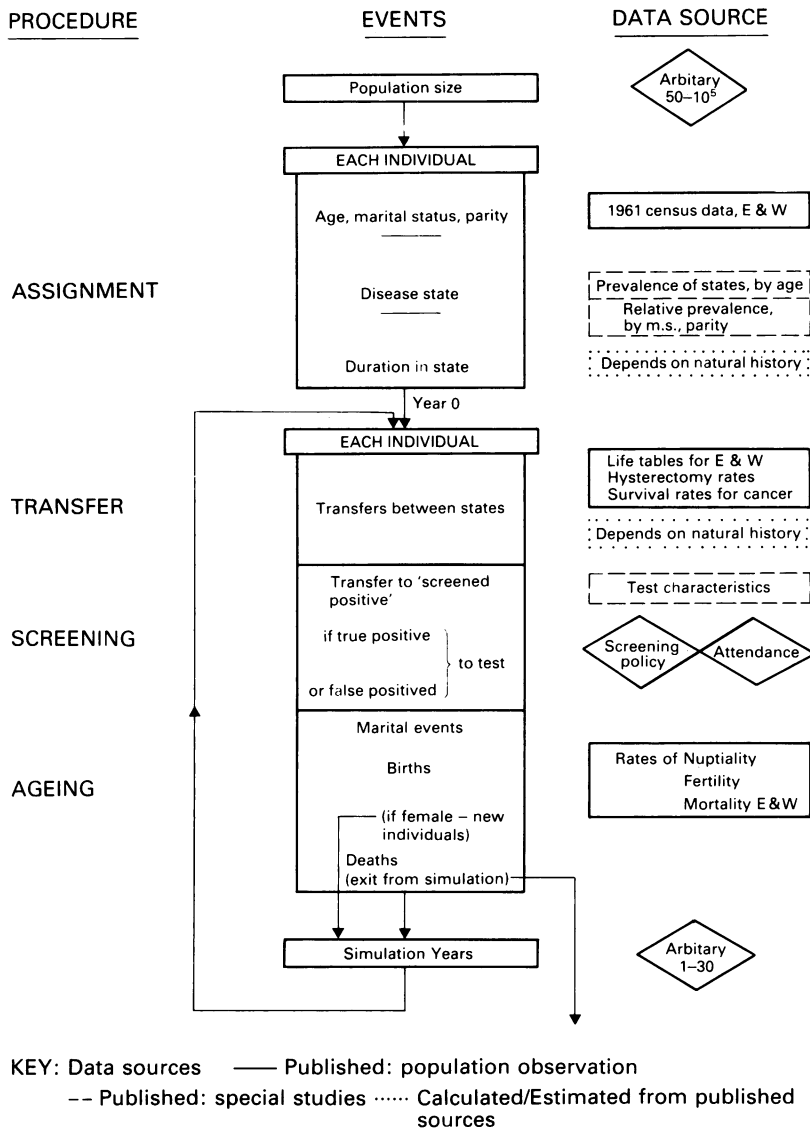 PROCEDURE
EVENTS
DATA SOURCE
Population size
Arbitary
50–10⁵
EACH INDIVIDUAL
Age, marital status, parity
1961 census data, E & W
ASSIGNMENT
Disease state
Prevalence of states, by age
Relative prevalence,
by m.s., parity
Duration in state
Depends on natural history
Year 0
EACH INDIVIDUAL
TRANSFER
Transfers between states
Life tables for E & W
Hysterectomy rates
Survival rates for cancer
Depends on natural history
SCREENING
Transfer to ‘screened
positive’
if true positive
to test
or false positived
Test characteristics
Screening
policy
Attendance
AGEING
Marital events
Births
(if female – new
individuals)
Deaths
(exit from simulation)
Rates of Nuptiality
Fertility
Mortality E&W
Simulation Years
Arbitary
1–30
KEY: Data sources —— Published: population observation
–– Published: special studies ...... Calculated/Estimated from published
sources